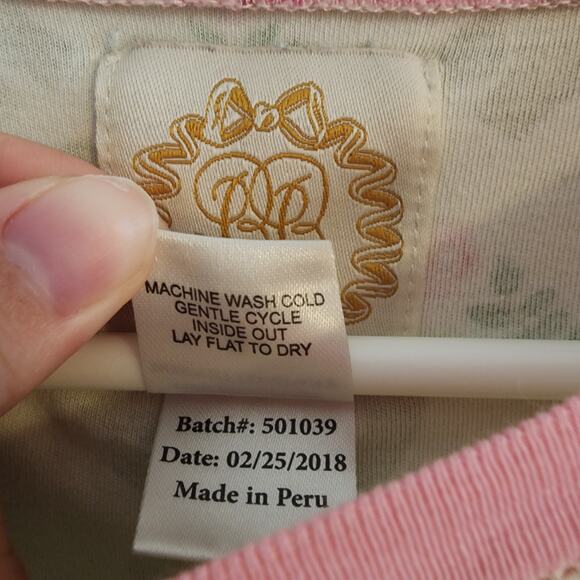 MACHINE WASH COLD
GENTLE CYCLE
INSIDE OUT
LAY FLAT TO DRY
Batch#: 501039
Date: 02/25/2018
Made in Peru